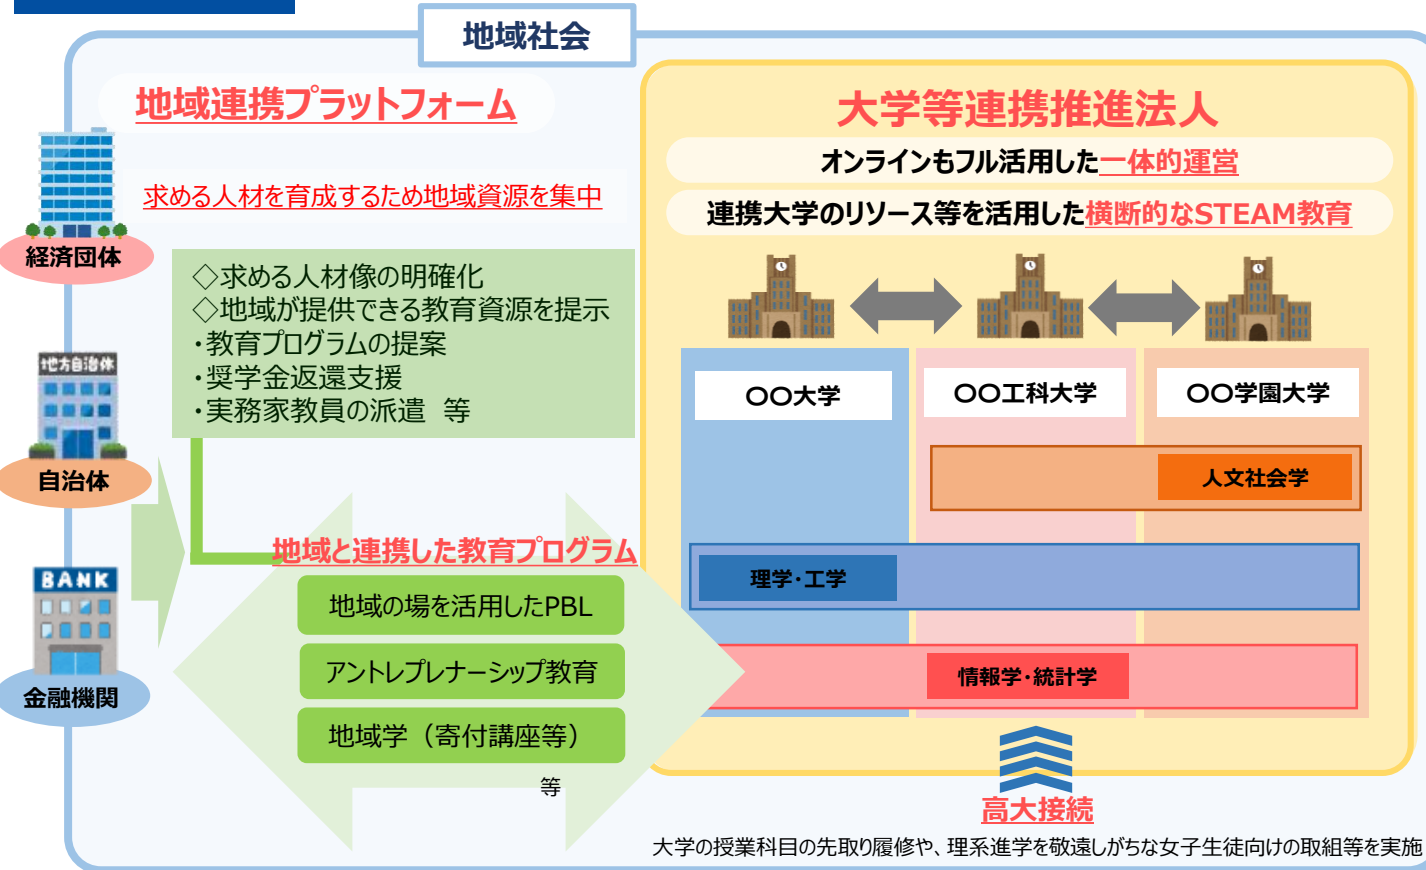 地域社会
地域連携プラットフォーム
求める人材を育成するため地域資源を集中
経済団体
◇求める人材像の明確化
◇地域が提供できる教育資源を提示
・教育プログラムの提案
・奨学金返還支援
・実務家教員の派遣　等
地方自治体
自治体
BANK
金融機関
地域と連携した教育プログラム
地域の場を活用したPBL
アントレプレナーシップ教育
地域学（寄付講座等）
等
大学等連携推進法人
オンラインもフル活用した一体的運営
連携大学のリソース等を活用した横断的なSTEAM教育
〇〇大学
〇〇工科大学
〇〇学園大学
人文社会学
理学・工学
情報学・統計学
高大接続
大学の授業科目の先取り履修や、理系進学を敬遠しがちな女子生徒向けの取組等を実施